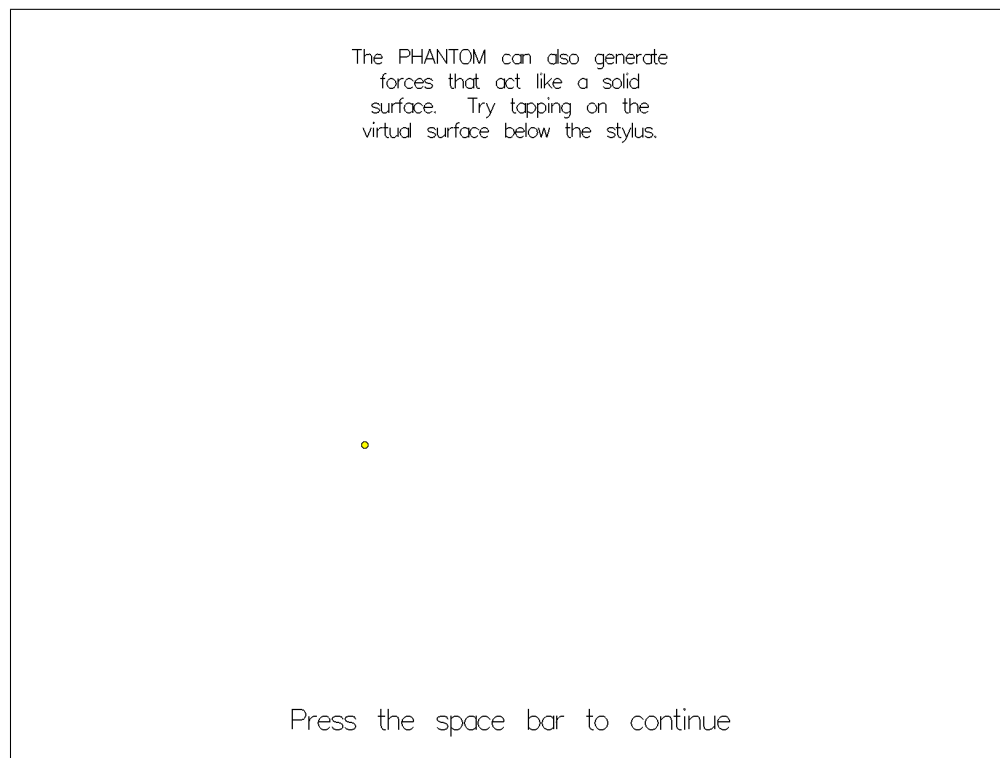 The PHANTOM can also generate
forces that act like a solid
surface. Try tapping on the
virtual surface below the stylus.
Press the space bar to continue